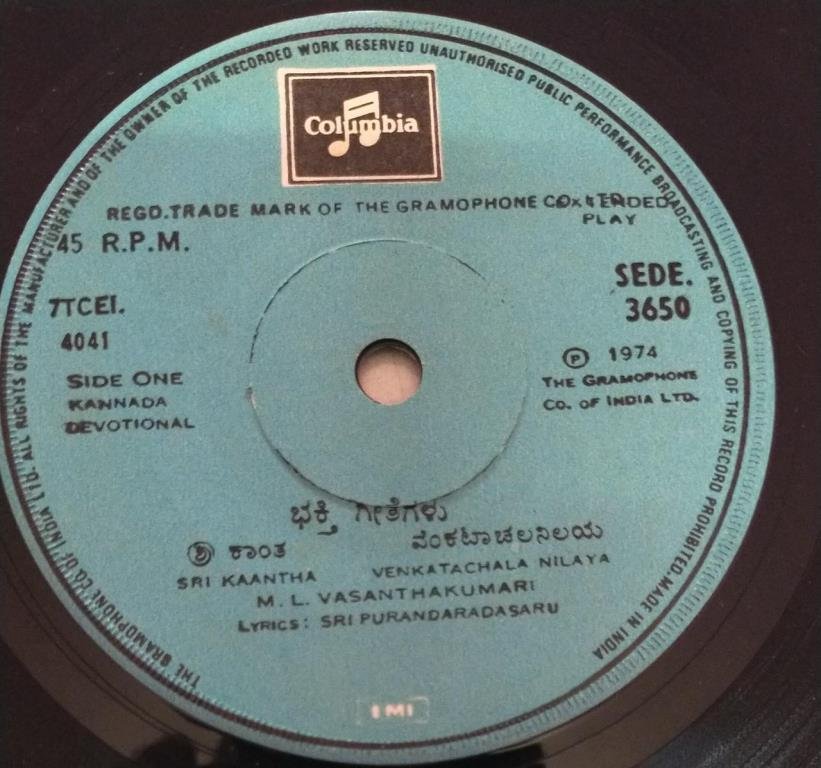 THE GRAMOPHONE CO. OF INDIA LTD. ALL RIGHTS OF THE MANUFACTURER AND OF THE OWNER OF THE RECORDED WORK RESERVED UNAUTHORISED PUBLIC PERFORMANCE BROADCASTING AND COPYING OF THIS RECORD PROHIBITED. MADE IN INDIA
Columbia
REGD. TRADE MARK OF THE GRAMOPHONE CO. LTD.
EXTENDED
PLAY
45 R.P.M.
SEDE.
3650
7TCEI.
4041
SIDE ONE
KANNADA
DEVOTIONAL
Ⓟ 1974
THE GRAMOPHONE
CO. OF INDIA LTD.
ಭಕ್ತಿ ಗೀತೆಗಳು
ಶ್ರೀ ಕಾಂತ ವೆಂಕಟಾಚಲನಿಲಯ
SRI KAANTHA VENKATACHALA NILAYA
M. L. VASANTHAKUMARI
LYRICS: SRI PURANDARADASARU
EMI